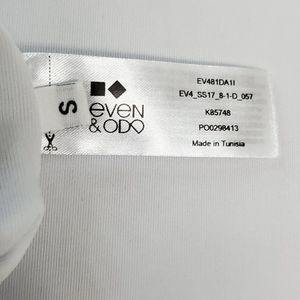 S
even
& ODD
EV481DA1I
EV4_SS17_8-1-D_057
K85748
PO0298413
Made in Tunisia